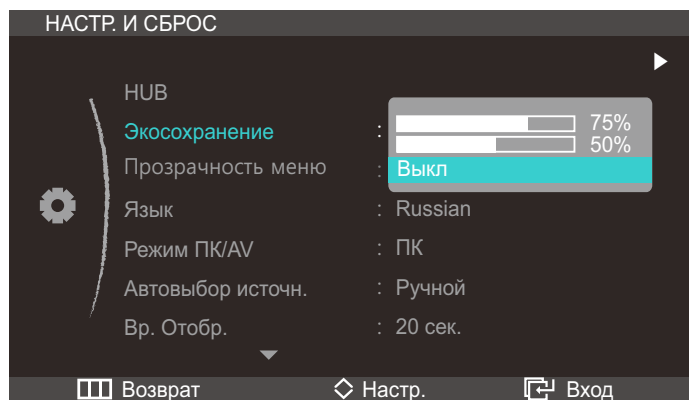 НАСТР. И СБРОС
HUB
Экосохранение : 75%
50%
Прозрачность меню : Выкл
Язык : Russian
Режим ПК/AV : ПК
Автовыбор источн. : Ручной
Вр. Отобр. : 20 сек.
Возврат Настр. Вход